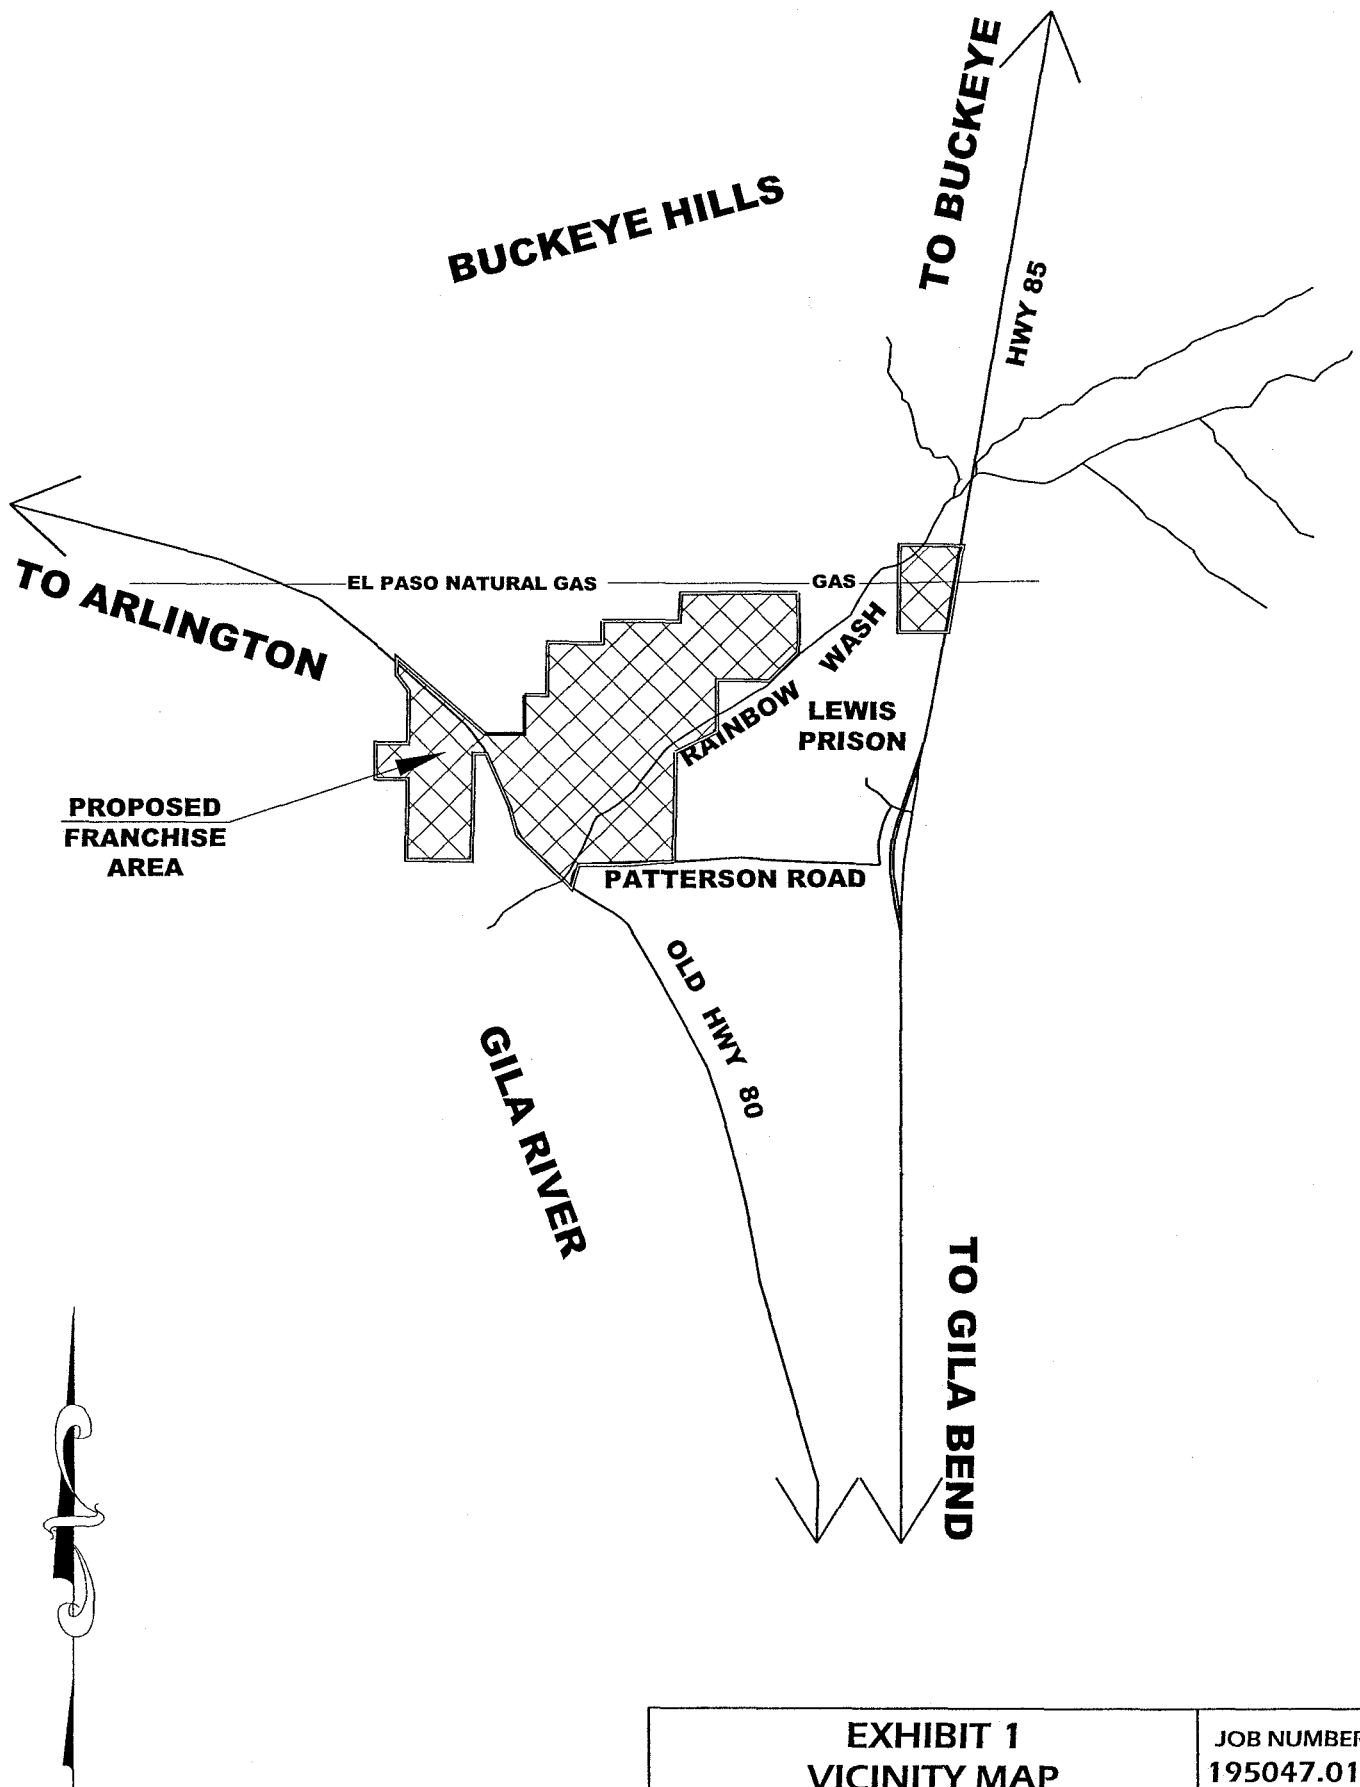 TO BUCKEYE
BUCKEYE HILLS
HWY 85
TO ARLINGTON
EL PASO NATURAL GAS
GAS
RAINBOW WASH
LEWIS
PRISON
PROPOSED
FRANCHISE
AREA
PATTERSON ROAD
OLD HWY 80
GILA RIVER
TO GILA BEND
EXHIBIT 1
VICINITY MAP
JOB NUMBER
195047.01